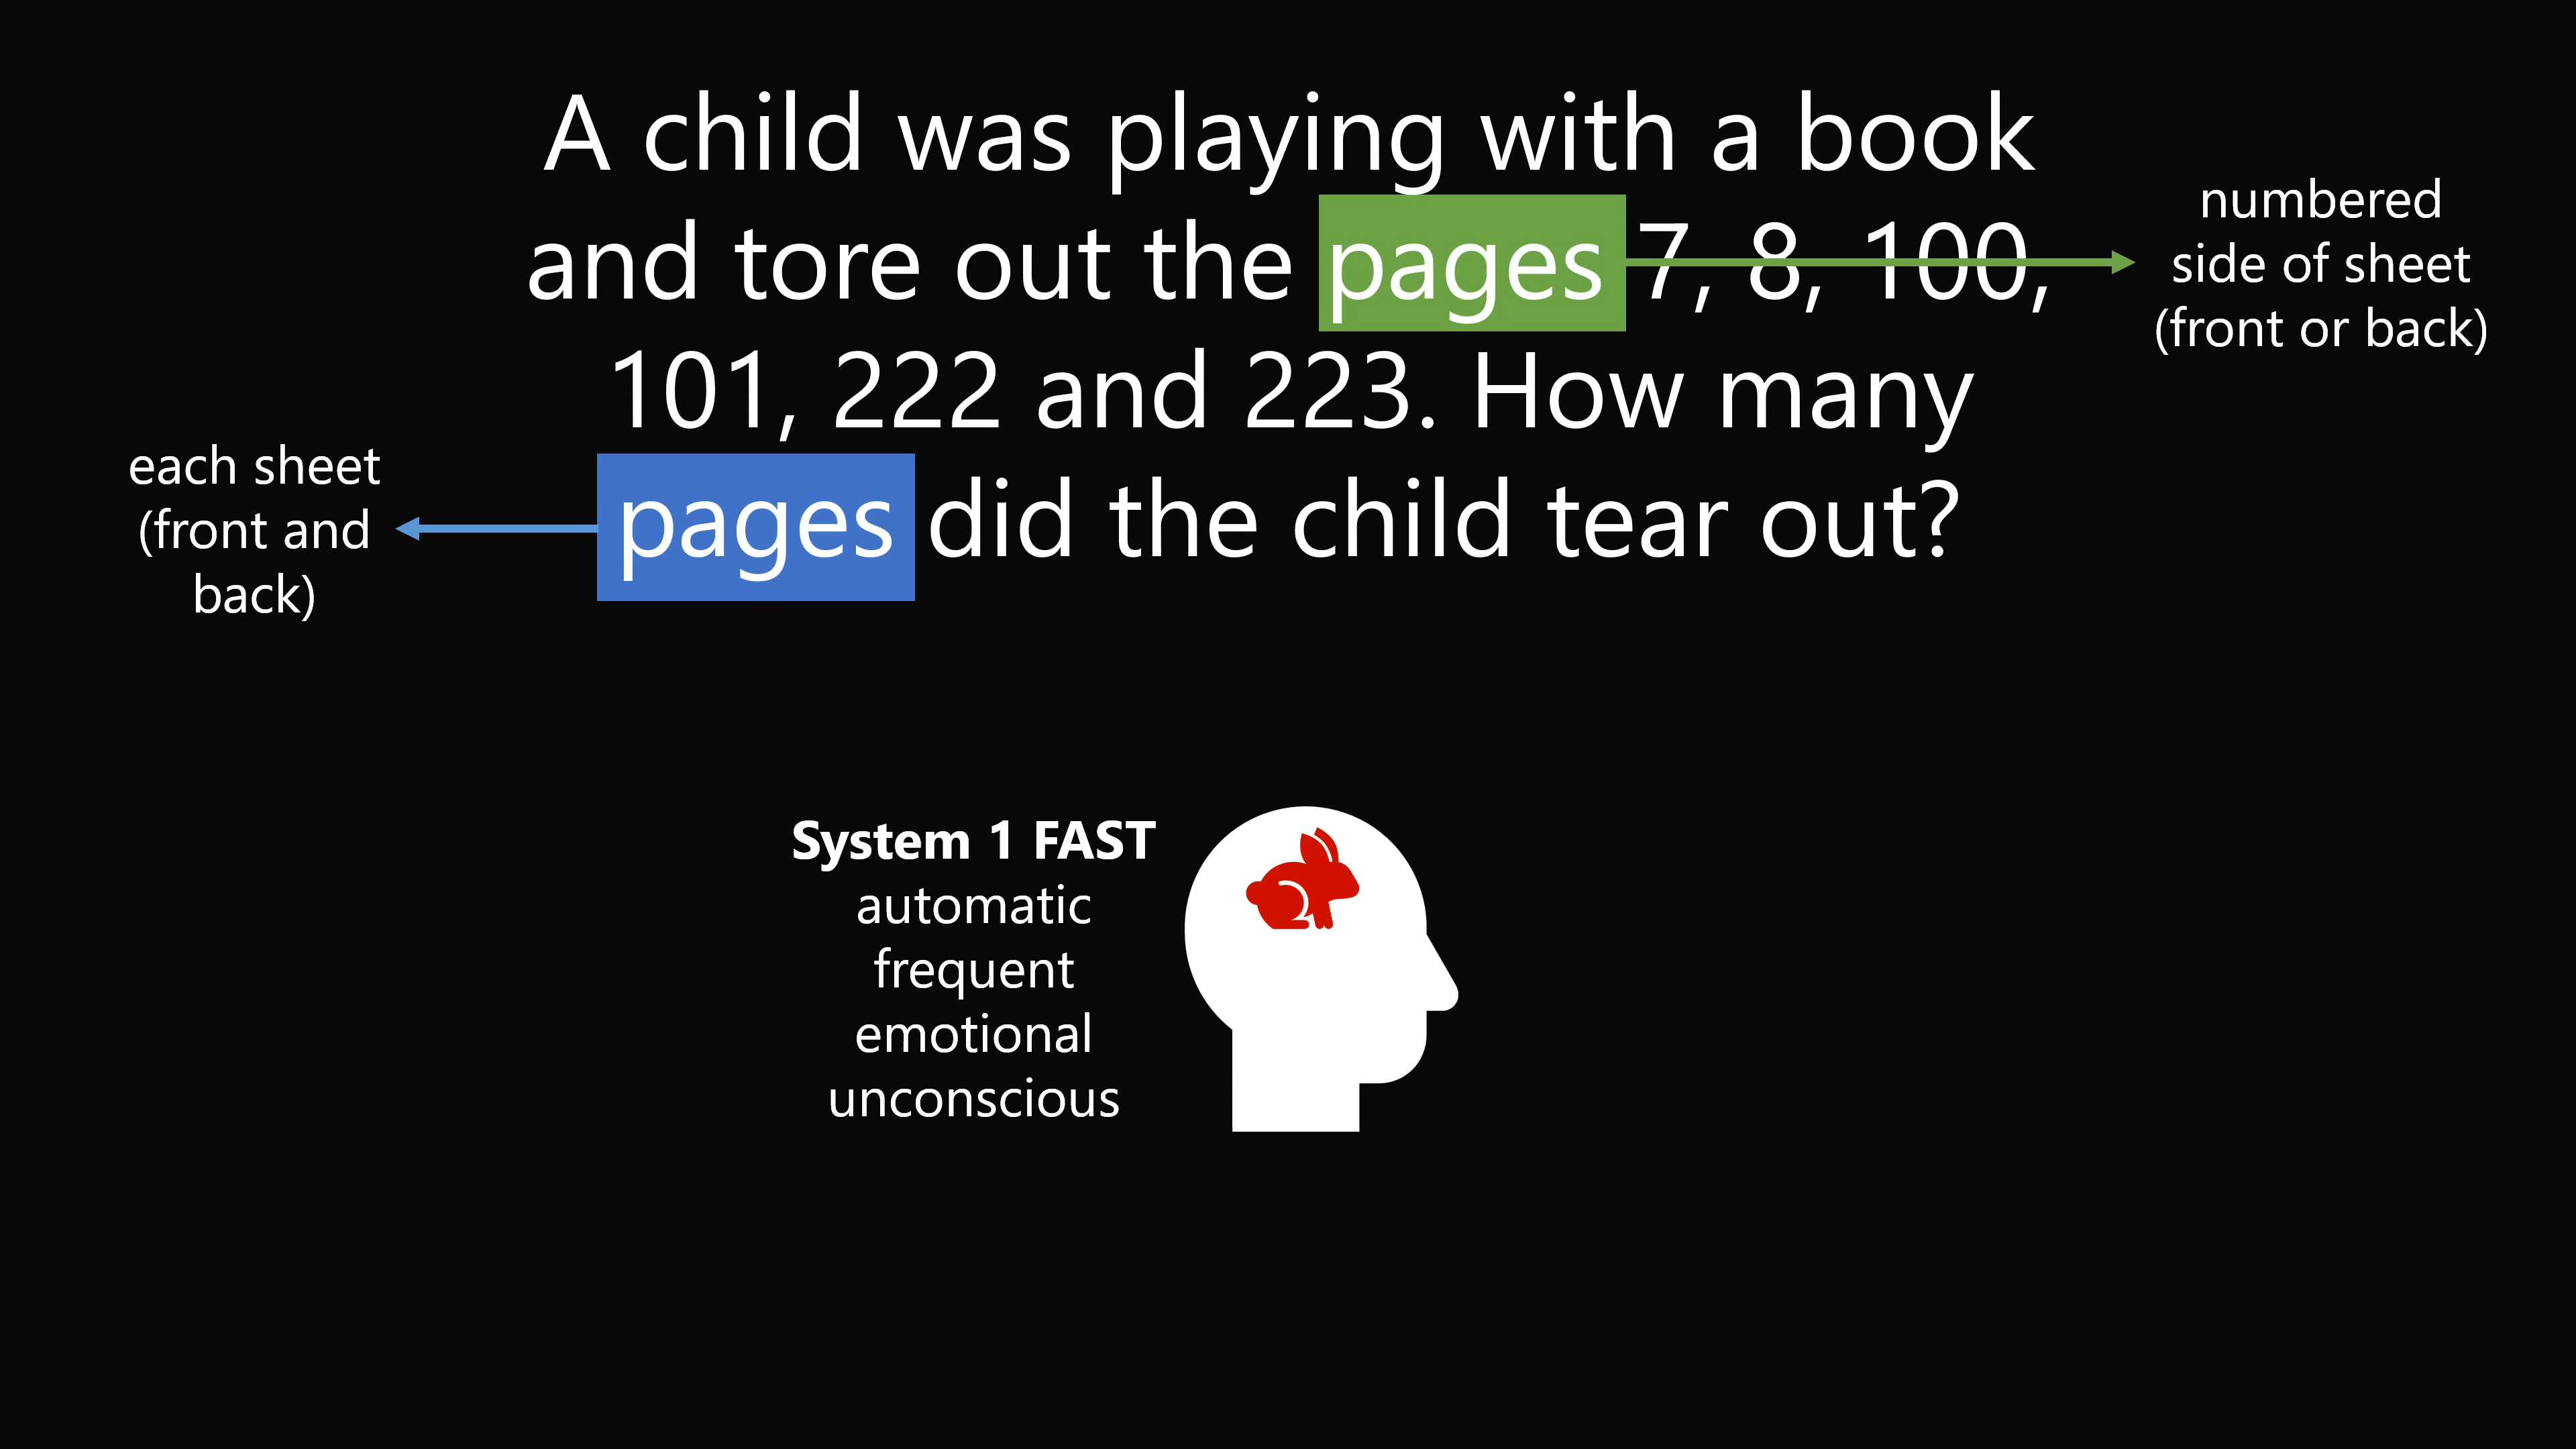 A child was playing with a book
and tore out the pages 7, 8, 100,
101, 222 and 223. How many
pages did the child tear out?
numbered
side of sheet
(front or back)
each sheet
(front and
back)
System 1 FAST
automatic
frequent
emotional
unconscious